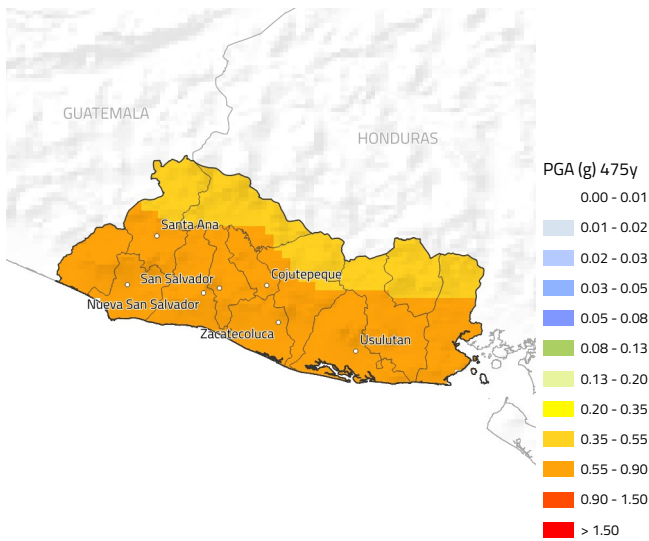 GUATEMALA
HONDURAS
Santa Ana
San Salvador
Cojutepeque
Nueva San Salvador
Zacatecoluca
Usulutan
PGA (g) 475y
0.00 - 0.01
0.01 - 0.02
0.02 - 0.03
0.03 - 0.05
0.05 - 0.08
0.08 - 0.13
0.13 - 0.20
0.20 - 0.35
0.35 - 0.55
0.55 - 0.90
0.90 - 1.50
> 1.50